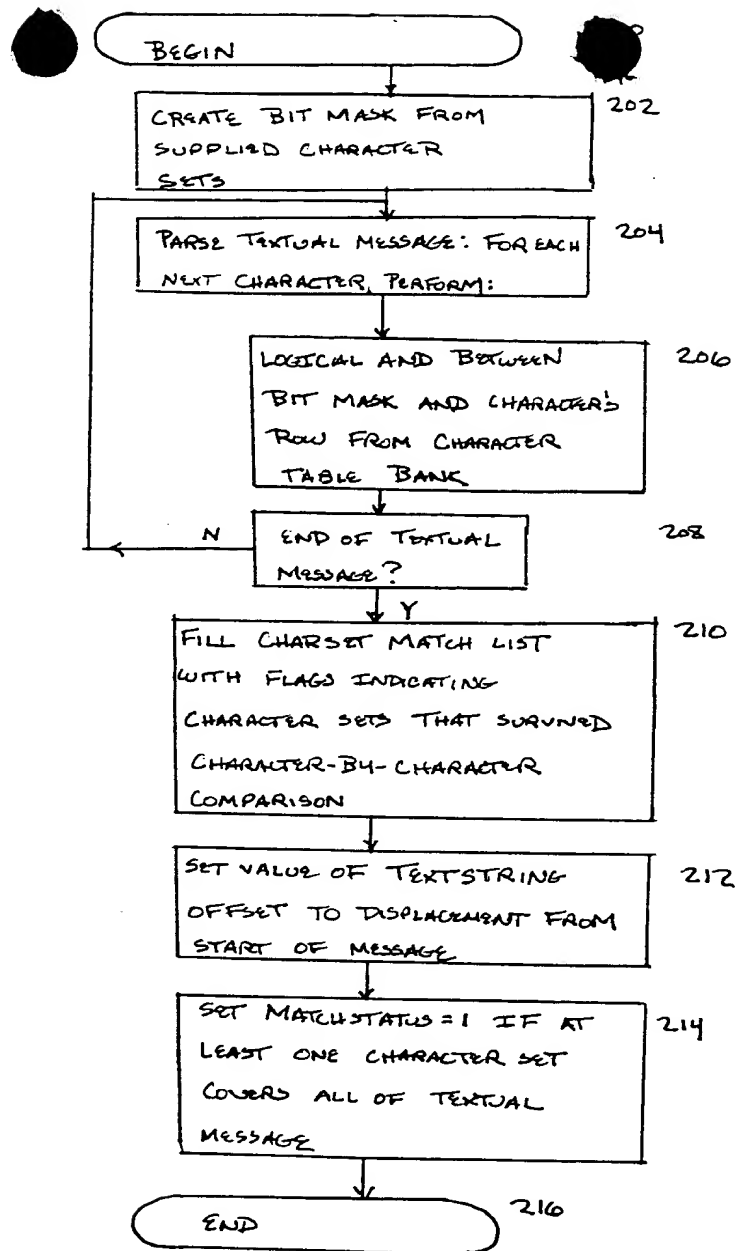 BEGIN
CREATE BIT MASK FROM
SUPPLIED CHARACTER
SETS
202
PARSE TEXTUAL MESSAGE: FOR EACH
NEXT CHARACTER, PERFORM:
204
LOGICAL AND BETWEEN
BIT MASK AND CHARACTER'S
ROW FROM CHARACTER
TABLE BANK
206
END OF TEXTUAL
MESSAGE?
208
N
Y
FILL CHARSET MATCH LIST
WITH FLAGS INDICATING
CHARACTER SETS THAT SURVIVED
CHARACTER-BY-CHARACTER
COMPARISON
210
SET VALUE OF TEXTSTRING
OFFSET TO DISPLACEMENT FROM
START OF MESSAGE
212
SET MATCHSTATUS=1 IF AT
LEAST ONE CHARACTER SET
COVERS ALL OF TEXTUAL
MESSAGE
214
END
216